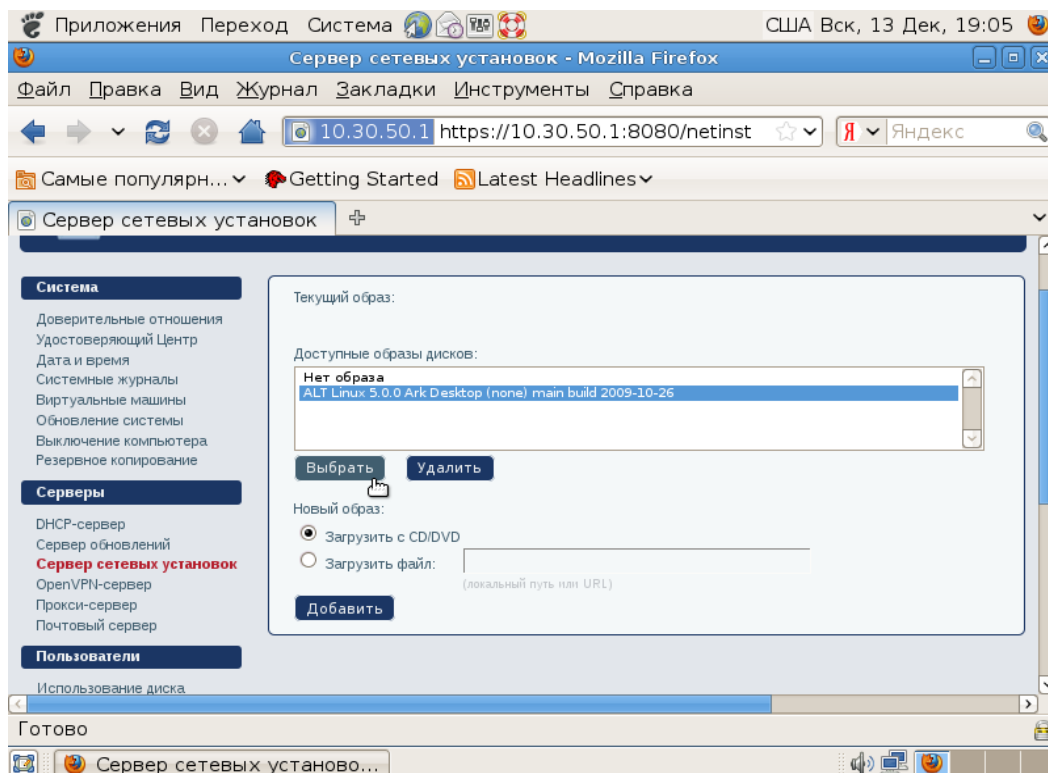 Приложения Переход Система США Вск, 13 Дек, 19:05
Сервер сетевых установок - Mozilla Firefox
Файл Правка Вид Журнал Закладки Инструменты Справка
10.30.50.1 https://10.30.50.1:8080/netinst Я Яндекс
Самые популярн... Getting Started Latest Headlines
Сервер сетевых установок
Система
Доверительные отношения
Удостоверяющий Центр
Дата и время
Системные журналы
Виртуальные машины
Обновление системы
Выключение компьютера
Резервное копирование
Серверы
DHCP-сервер
Сервер обновлений
Сервер сетевых установок
OpenVPN-сервер
Прокси-сервер
Почтовый сервер
Пользователи
Использование диска
Текущий образ:
Доступные образы дисков:
Нет образа
ALT Linux 5.0.0 Ark Desktop (none) main build 2009-10-26
Выбрать Удалить
Новый образ:
Загрузить с CD/DVD
Загрузить файл:
(локальный путь или URL)
Добавить
Готово
Сервер сетевых установо...